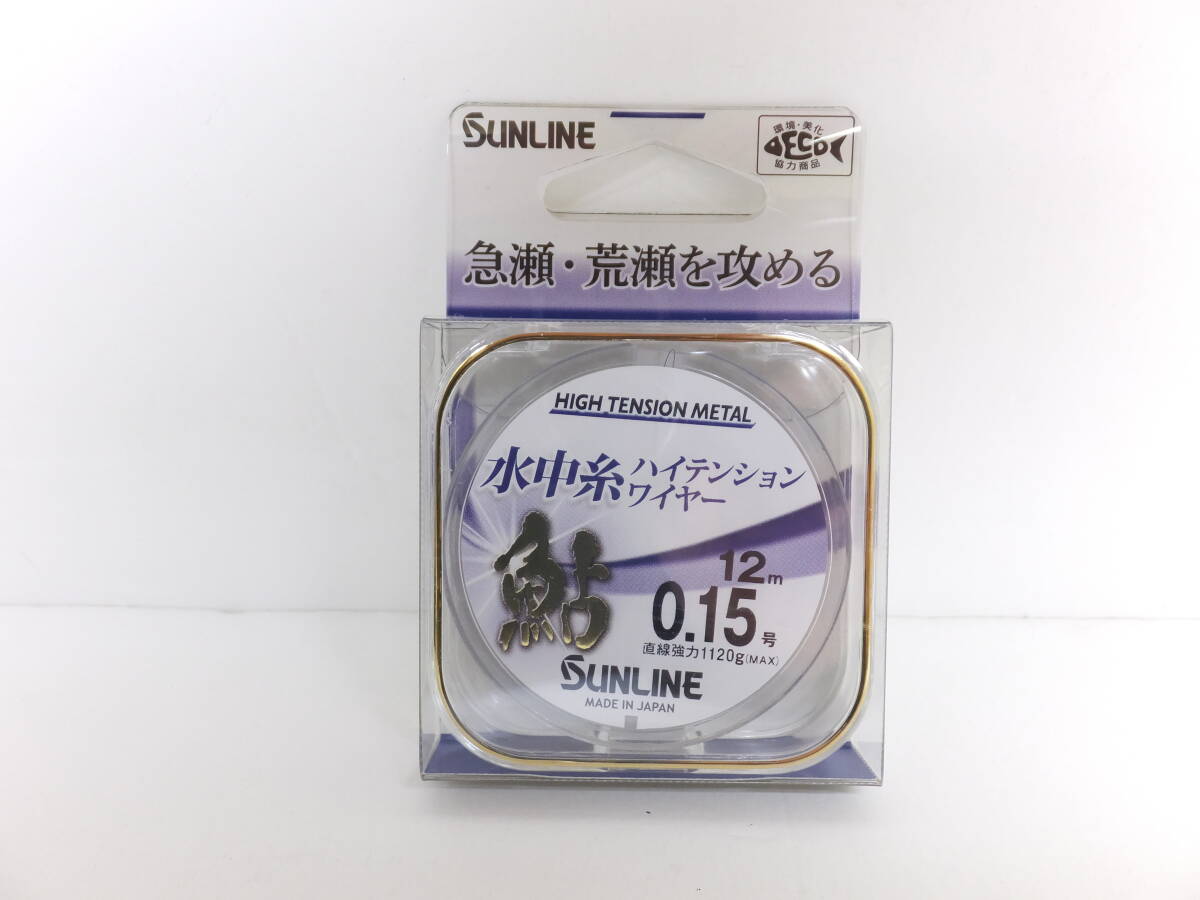 SUNLINE
環境・美化
ECO
協力商品
急瀬・荒瀬を攻める
HIGH TENSION METAL
水中糸 ハイテンション
ワイヤー
鮎
12m
0.15号
直線強力1120g(MAX)
SUNLINE
MADE IN JAPAN